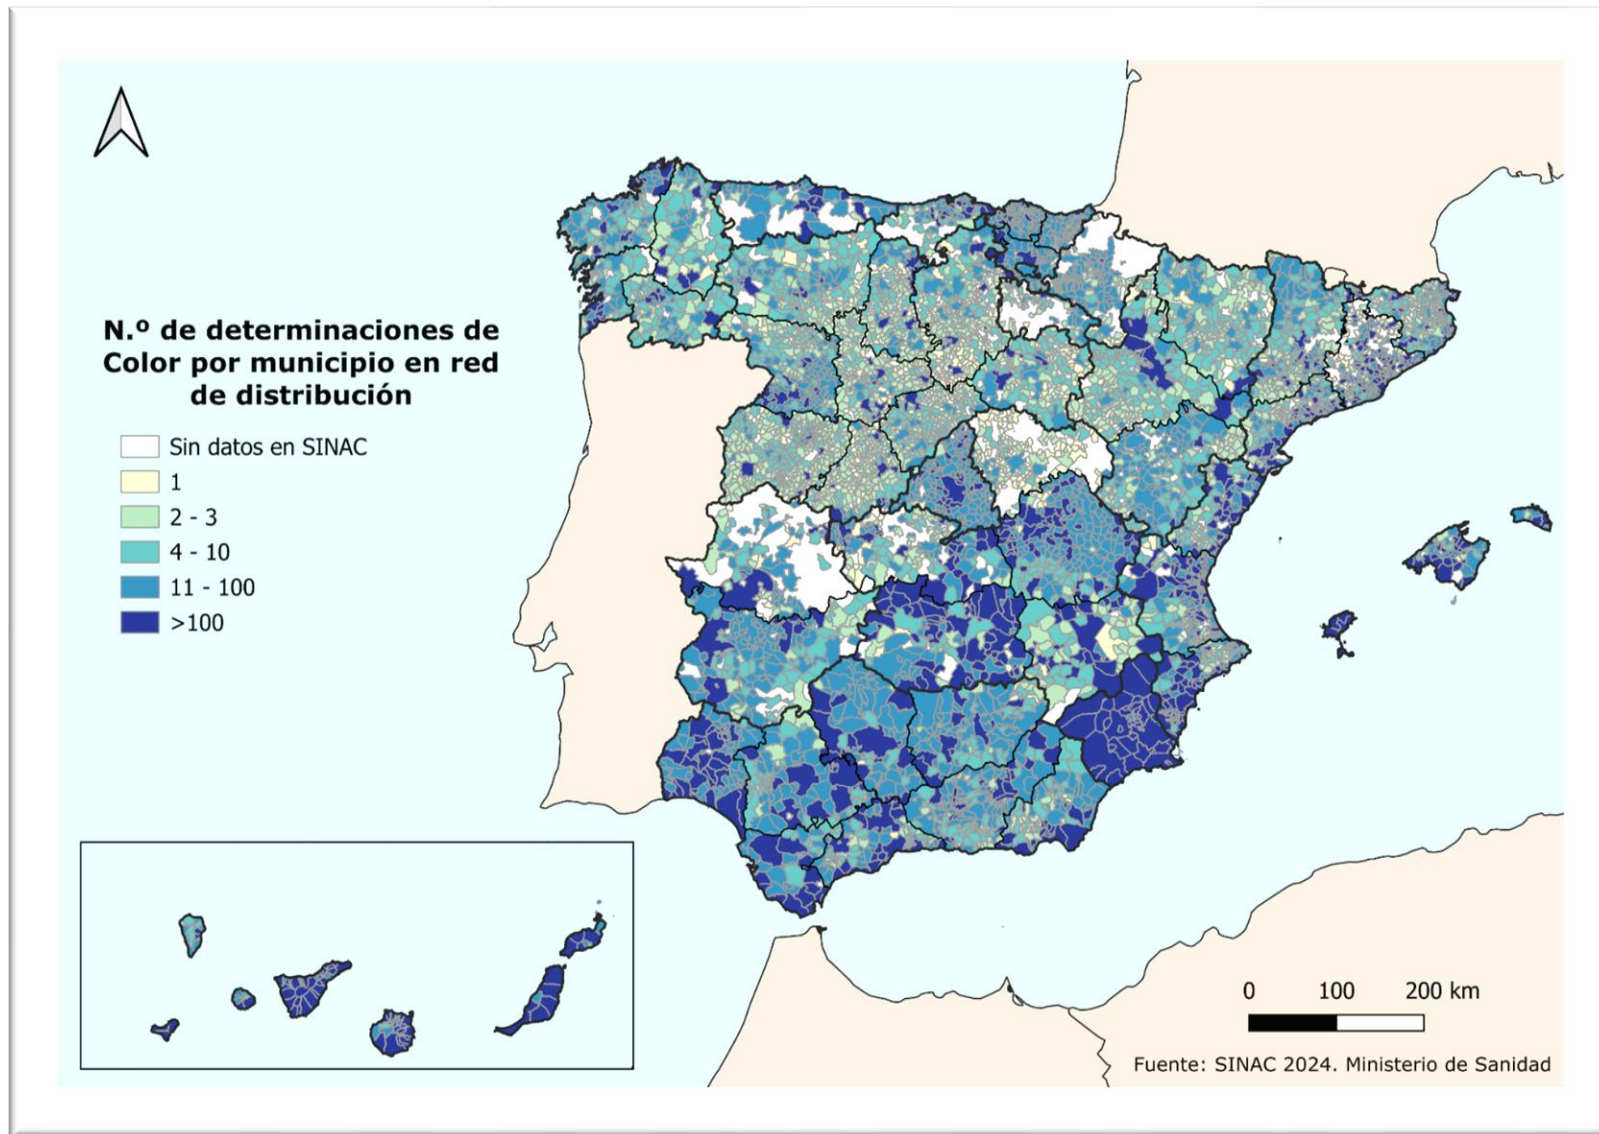 N.º de determinaciones de
Color por municipio en red
de distribución
Sin datos en SINAC
1
2 - 3
4 - 10
11 - 100
>100
0 100 200 km
Fuente: SINAC 2024. Ministerio de Sanidad